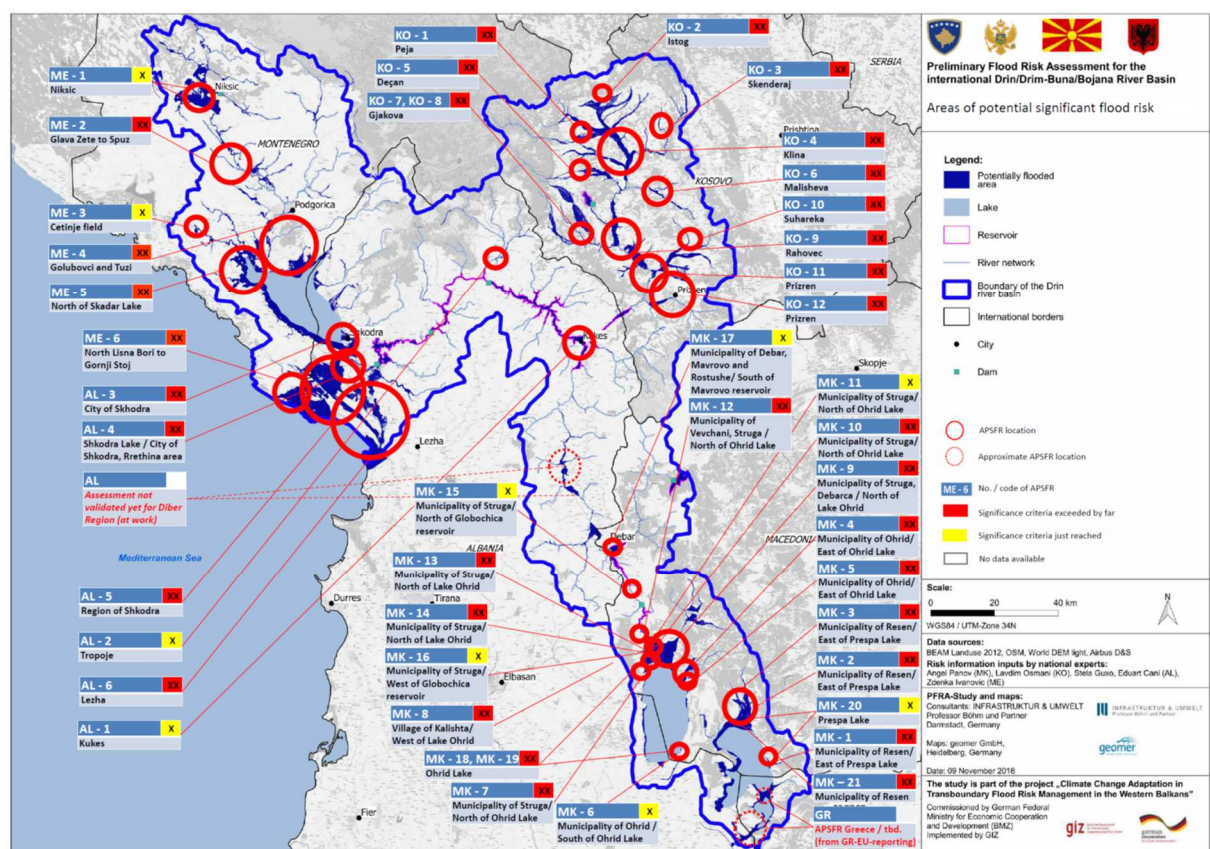 ME - 1 X
Niksic
ME - 2 XX
Glava Zete to Spuz
ME - 3 X
Cetinje field
ME - 4 XX
Golubovci and Tuzi
ME - 5 XX
North of Skadar Lake
ME - 6 XX
North Lisna Bori to
Gornji Stoj
AL - 3 XX
City of Skhodra
AL - 4 XX
Shkodra Lake / City of
Shkodra, Rrethina area
AL
Assessment not
validated yet for Diber
Region (at work)
Mediterranean Sea
AL - 5 XX
Region of Shkodra
AL - 2 X
Tropoje
AL - 6 XX
Lezha
AL - 1 X
Kukes
KO - 1 XX
Peja
KO - 5 XX
Deçan
KO - 7, KO - 8 XX
Gjakova
KO - 2 XX
Istog
KO - 3 XX
Skenderaj
KO - 4 XX
Klina
KO - 6 XX
Malisheva
KO - 10 XX
Suhareka
KO - 9 XX
Rahovec
KO - 11 XX
Prizren
KO - 12 XX
Prizren
Niksic
MONTENEGRO
Podgorica
Prishtina
KOSOVO
SERBIA
Prizren
Skopje
Lezha
Debar
ALBANIA
Durres
Tirana
Elbasan
Fier
MK - 17 X
Municipality of Debar,
Mavrovo and
Rostushe/ South of
Mavrovo reservoir
MK - 12 XX
Municipality of
Vevchani, Struga /
North of Ohrid Lake
MK - 11 X
Municipality of Struga/
North of Ohrid Lake
MK - 10 XX
Municipality of Struga/
North of Ohrid Lake
MK - 9 XX
Municipality of Struga,
Debarca / North of
Lake Ohrid
MK - 4 XX
Municipality of Ohrid/
East of Ohrid Lake
MK - 5 XX
Municipality of Ohrid/
East of Ohrid Lake
MK - 3 XX
Municipality of Resen/
East of Prespa Lake
MK - 2 XX
Municipality of Resen/
East of Prespa Lake
MK - 20 X
Prespa Lake
MK - 1 XX
Municipality of Resen/
East of Prespa Lake
MK – 21 XX
Municipality of Resen
GR
APSFR Greece / tbd.
(from GR-EU-reporting)
MK - 15 X
Municipality of Struga/
North of Globochica
reservoir
MK - 13 XX
Municipality of Struga/
North of Lake Ohrid
MK - 14 XX
Municipality of Struga/
North of Lake Ohrid
MK - 16 X
Municipality of Struga/
West of Globochica
reservoir
MK - 8 XX
Village of Kalishta/
West of Lake Ohrid
MK - 18, MK - 19 XX
Ohrid Lake
MK - 7 XX
Municipality of Struga/
North of Ohrid Lake
MK - 6 X
Municipality of Ohrid /
South of Ohrid Lake
Preliminary Flood Risk Assessment for the
international Drin/Drim-Buna/Bojana River Basin
Areas of potential significant flood risk
Legend:
Potentially flooded
area
Lake
Reservoir
River network
Boundary of the Drin
river basin
International borders
City
Dam
APSFR location
Approximate APSFR location
ME - 6 No. / code of APSFR
Significance criteria exceeded by far
Significance criteria just reached
No data available
Scale:
0 20 40 km
WGS84 / UTM-Zone 34N
N
Data sources:
BEAM Landuse 2012, OSM, World DEM light, Airbus D&S
Risk information inputs by national experts:
Angel Panov (MK), Lavdim Osmani (KO), Stela Guxo, Eduart Cani (AL),
Zdenka Ivanovic (ME)
PFRA-Study and maps:
Consultants: INFRASTRUKTUR & UMWELT
Professor Böhm und Partner
Darmstadt, Germany
INFRASTRUKTUR & UMWELT
Professor Böhm und Partner
Maps: geomer GmbH,
Heidelberg, Germany
geomer
Date: 09 November 2018
The study is part of the project „Climate Change Adaptation in
Transboundary Flood Risk Management in the Western Balkans"
Commissioned by German Federal
Ministry for Economic Cooperation
and Development (BMZ)
implemented by GIZ
giz
german
cooperation